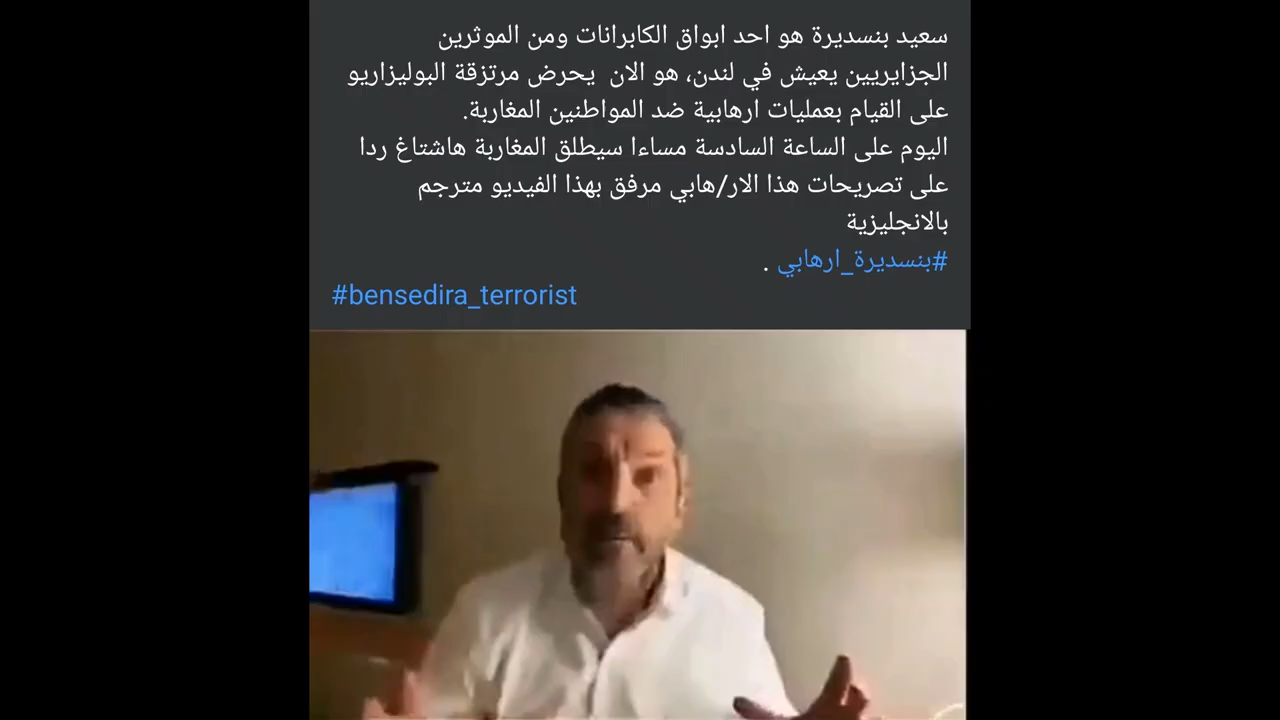 سعيد بنسديرة هو احد ابواق الكابرانات ومن الموثرين
الجزايريين يعيش في لندن، هو الان يحرض مرتزقة البوليزاريو
على القيام بعمليات ارهابية ضد المواطنين المغاربة.
اليوم على الساعة السادسة مساءا سيطلق المغاربة هاشتاغ ردا
على تصريحات هذا الار/هابي مرفق بهذا الفيديو مترجم
بالانجليزية
#بنسديرة_ارهابي .
#bensedira_terrorist